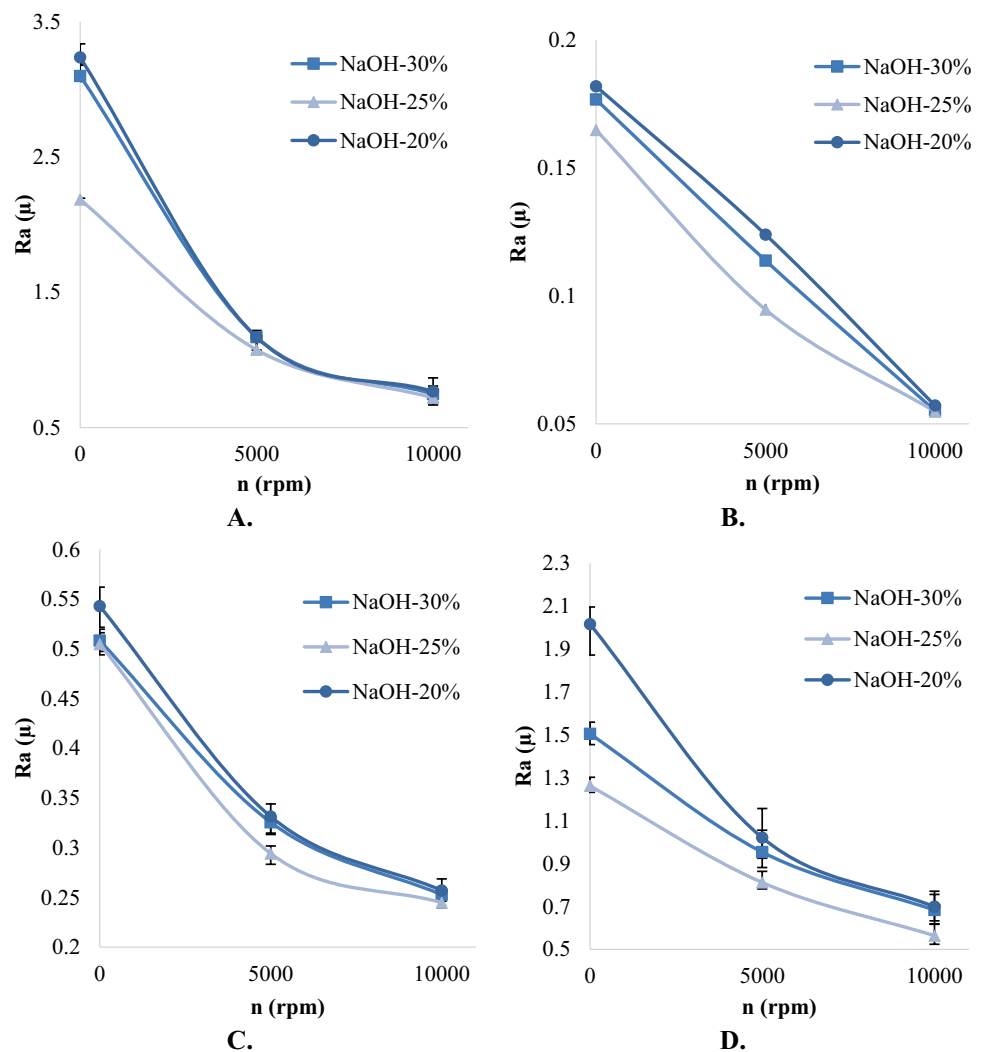 3.5
2.5
1.5
0.5
Ra (μ)
NaOH-30%
NaOH-25%
NaOH-20%
0 5000 10000
n (rpm)
A.
0.2
0.15
0.1
0.05
Ra (μ)
NaOH-30%
NaOH-25%
NaOH-20%
0 5000 10000
n (rpm)
B.
0.6
0.55
0.5
0.45
0.4
0.35
0.3
0.25
0.2
Ra (μ)
NaOH-30%
NaOH-25%
NaOH-20%
0 5000 10000
n (rpm)
C.
2.3
2.1
1.9
1.7
1.5
1.3
1.1
0.9
0.7
0.5
Ra (μ)
NaOH-30%
NaOH-25%
NaOH-20%
0 5000 10000
n (rpm)
D.